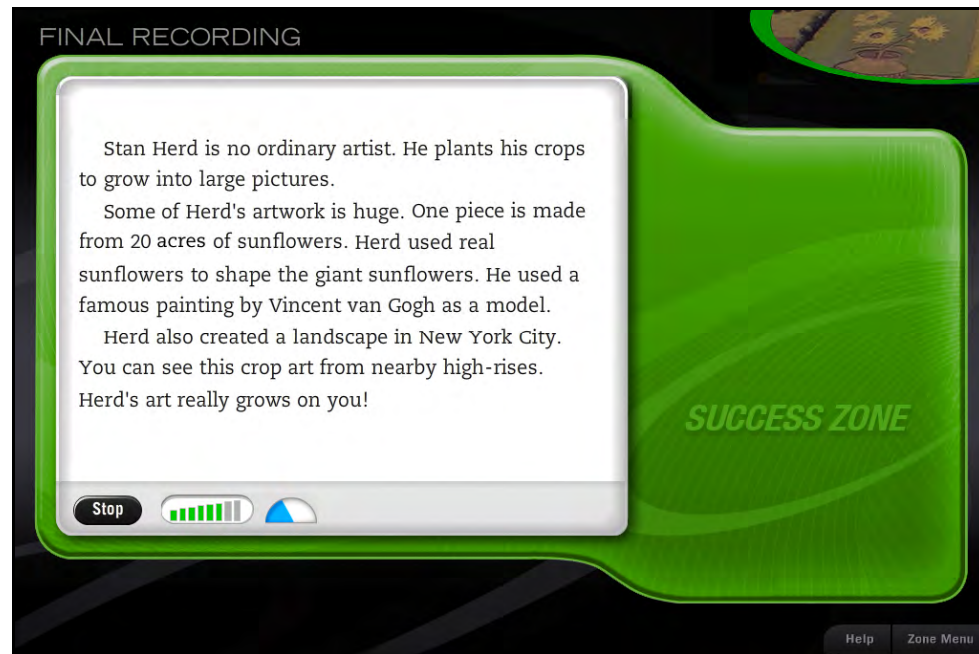 FINAL RECORDING
Stan Herd is no ordinary artist. He plants his crops
to grow into large pictures.
Some of Herd's artwork is huge. One piece is made
from 20 acres of sunflowers. Herd used real
sunflowers to shape the giant sunflowers. He used a
famous painting by Vincent van Gogh as a model.
Herd also created a landscape in New York City.
You can see this crop art from nearby high-rises.
Herd's art really grows on you!
SUCCESS ZONE
Stop
Help Zone Menu